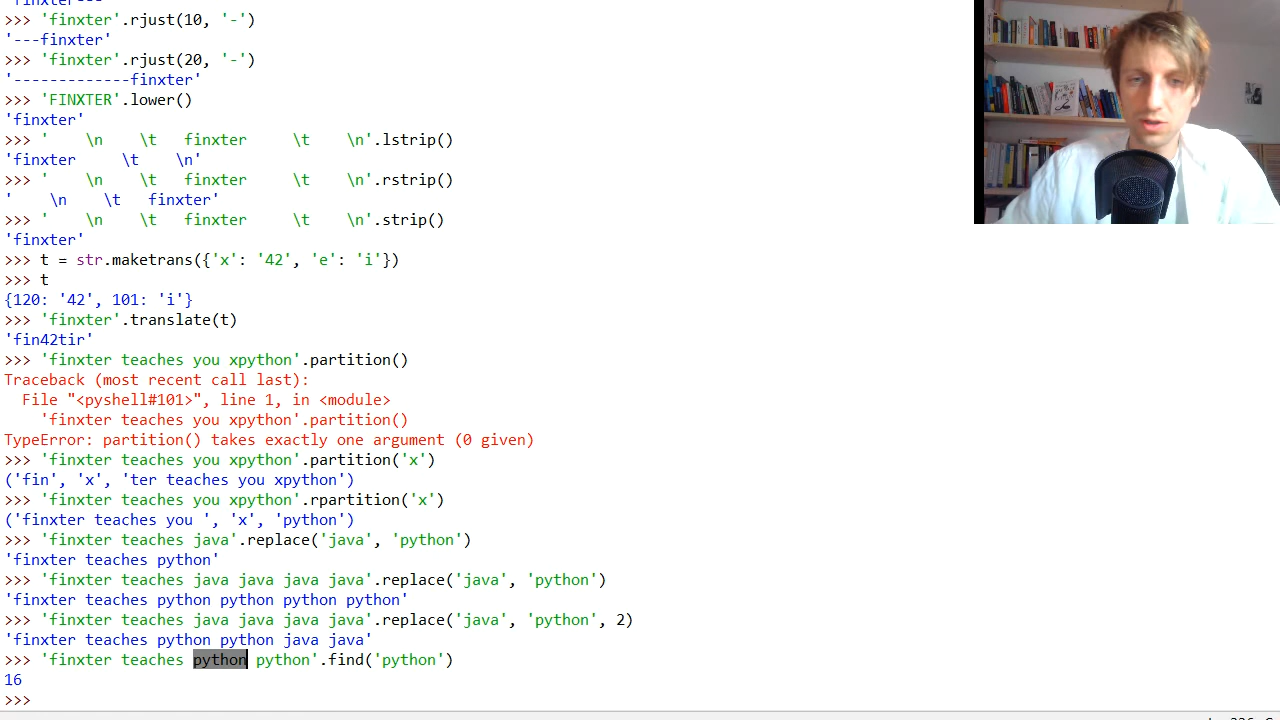 >>> 'finxter'.rjust(10, '-')
'---finxter'
>>> 'finxter'.rjust(20, '-')
'-------------finxter'
>>> 'FINXTER'.lower()
'finxter'
>>> '    \n    \t   finxter     \t    \n'.lstrip()
'finxter     \t    \n'
>>> '    \n    \t   finxter     \t    \n'.rstrip()
'    \n    \t   finxter'
>>> '    \n    \t   finxter     \t    \n'.strip()
'finxter'
>>> t = str.maketrans({'x': '42', 'e': 'i'})
>>> t
{120: '42', 101: 'i'}
>>> 'finxter'.translate(t)
'fin42tir'
>>> 'finxter teaches you xpython'.partition()
Traceback (most recent call last):
  File "<pyshell#101>", line 1, in <module>
    'finxter teaches you xpython'.partition()
TypeError: partition() takes exactly one argument (0 given)
>>> 'finxter teaches you xpython'.partition('x')
('fin', 'x', 'ter teaches you xpython')
>>> 'finxter teaches you xpython'.rpartition('x')
('finxter teaches you ', 'x', 'python')
>>> 'finxter teaches java'.replace('java', 'python')
'finxter teaches python'
>>> 'finxter teaches java java java java'.replace('java', 'python')
'finxter teaches python python python python'
>>> 'finxter teaches java java java java'.replace('java', 'python', 2)
'finxter teaches python python java java'
>>> 'finxter teaches python python'.find('python')
16
>>>